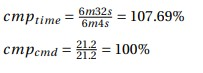 cmp_time = 6m32s/6m4s = 107.69%
cmp_cmd = 21.2/21.2 = 100%